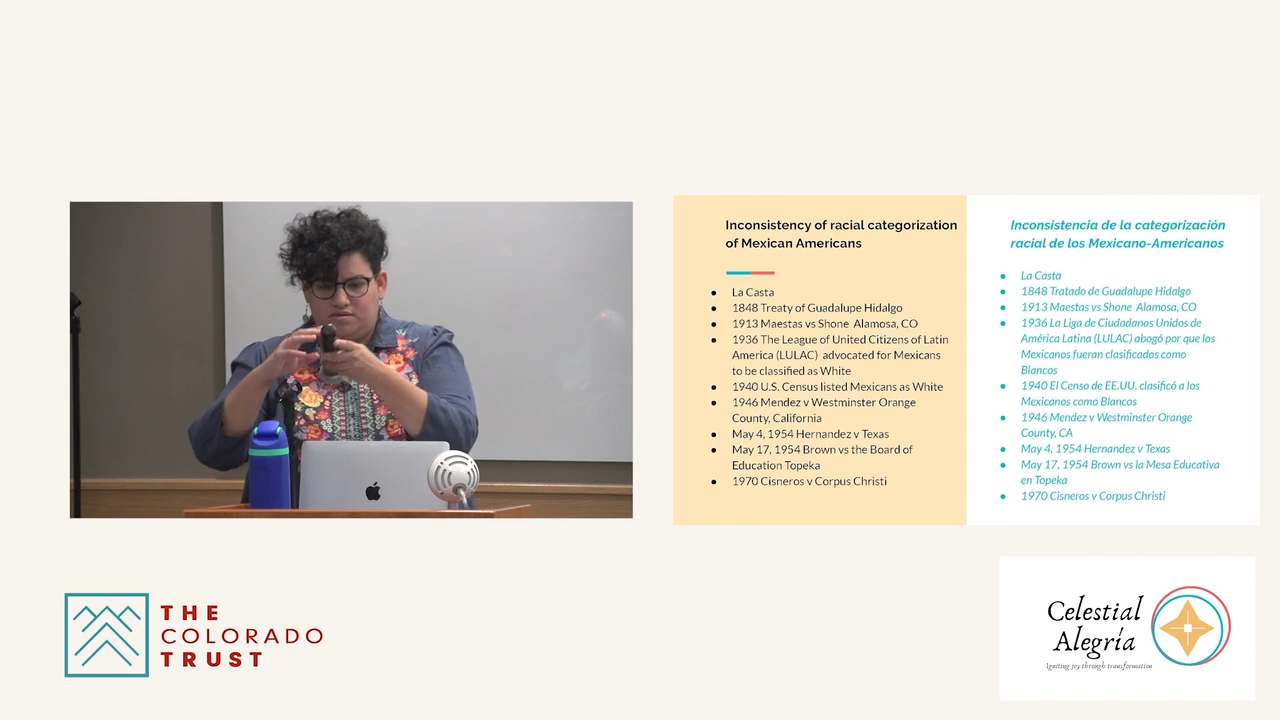 Inconsistency of racial categorization
of Mexican Americans
● La Casta
● 1848 Treaty of Guadalupe Hidalgo
● 1913 Maestas vs Shone Alamosa, CO
● 1936 The League of United Citizens of Latin
America (LULAC) advocated for Mexicans
to be classified as White
● 1940 U.S. Census listed Mexicans as White
● 1946 Mendez v Westminster Orange
County, California
● May 4, 1954 Hernandez v Texas
● May 17, 1954 Brown vs the Board of
Education Topeka
● 1970 Cisneros v Corpus Christi
Inconsistencia de la categorización
racial de los Mexicano-Americanos
● La Casta
● 1848 Tratado de Guadalupe Hidalgo
● 1913 Maestas vs Shone Alamosa, CO
● 1936 La Liga de Ciudadanos Unidos de
América Latina (LULAC) abogó por que los
Mexicanos fueran clasificados como
Blancos
● 1940 El Censo de EE.UU. clasificó a los
Mexicanos como Blancos
● 1946 Mendez v Westminster Orange
County, CA
● May 4, 1954 Hernandez v Texas
● May 17, 1954 Brown vs la Mesa Educativa
en Topeka
● 1970 Cisneros v Corpus Christi
THE
COLORADO
TRUST
Celestial
Alegría
Igniting joy through transformation